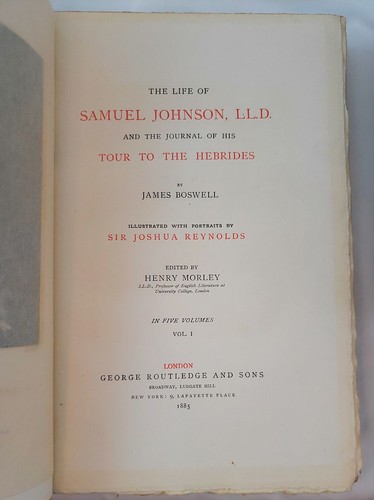 THE LIFE OF
SAMUEL JOHNSON, LL.D.
AND THE JOURNAL OF HIS
TOUR TO THE HEBRIDES
BY
JAMES BOSWELL
ILLUSTRATED WITH PORTRAITS BY
SIR JOSHUA REYNOLDS
EDITED BY
HENRY MORLEY
LL.D., Professor of English Literature at
University College, London
IN FIVE VOLUMES
VOL. I
LONDON
GEORGE ROUTLEDGE AND SONS
BROADWAY, LUDGATE HILL
NEW YORK: 9, LAFAYETTE PLACE
1885